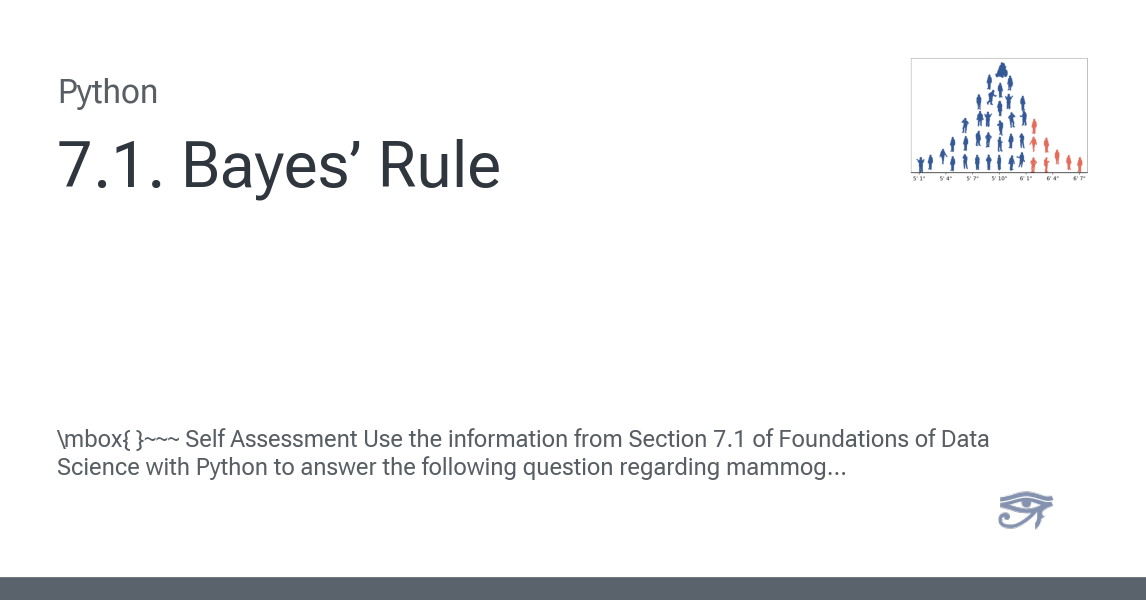 Python
7.1. Bayes’ Rule
5' 1" 5' 4" 5' 7" 5' 10" 6' 1" 6' 4" 6' 7"
\mbox{ }~~~ Self Assessment Use the information from Section 7.1 of Foundations of Data
Science with Python to answer the following question regarding mammog...